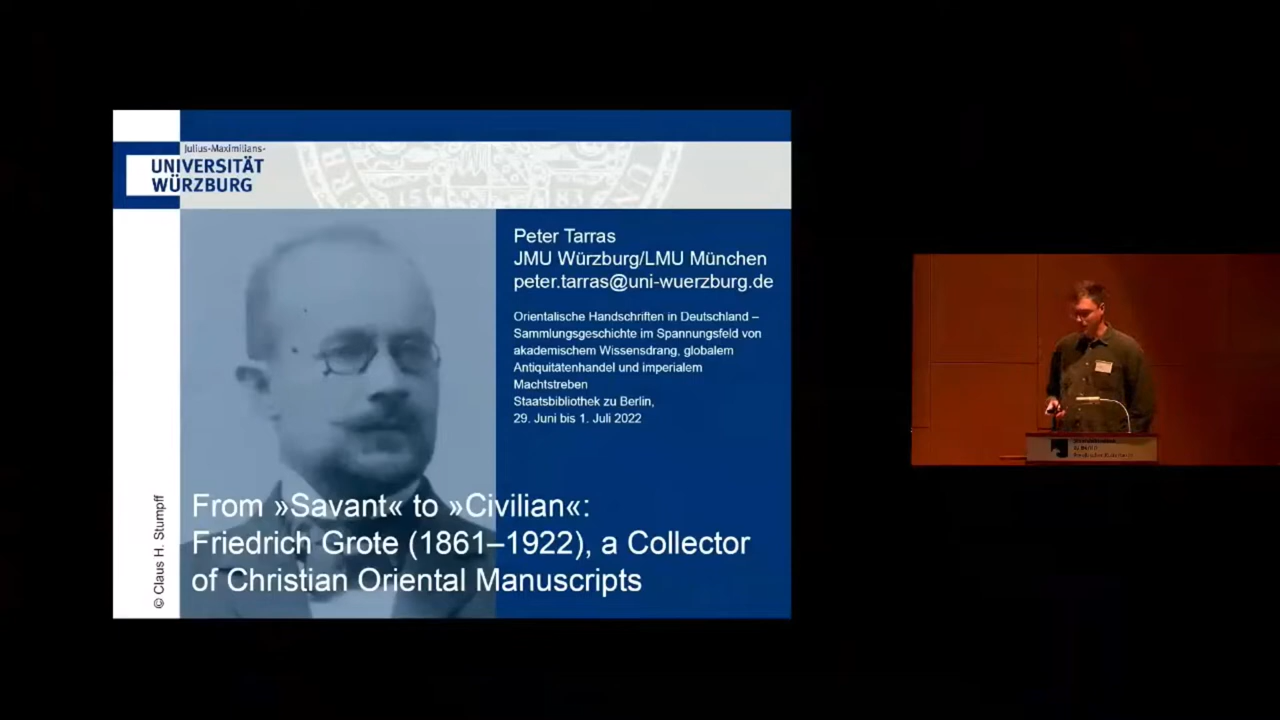 Julius-Maximilians-
UNIVERSITÄT
WÜRZBURG
Peter Tarras
JMU Würzburg/LMU München
peter.tarras@uni-wuerzburg.de
Orientalische Handschriften in Deutschland –
Sammlungsgeschichte im Spannungsfeld von
akademischem Wissensdrang, globalem
Antiquitätenhandel und imperialem
Machtstreben
Staatsbibliothek zu Berlin,
29. Juni bis 1. Juli 2022
From »Savant« to »Civilian«:
Friedrich Grote (1861–1922), a Collector
of Christian Oriental Manuscripts
© Claus H. Stumpff